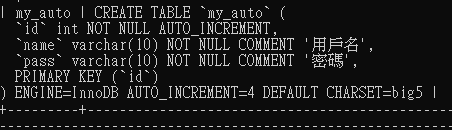 | my_auto | CREATE TABLE `my_auto` (
  `id` int NOT NULL AUTO_INCREMENT,
  `name` varchar(10) NOT NULL COMMENT '用戶名',
  `pass` varchar(10) NOT NULL COMMENT '密碼',
  PRIMARY KEY (`id`)
) ENGINE=InnoDB AUTO_INCREMENT=4 DEFAULT CHARSET=big5 |